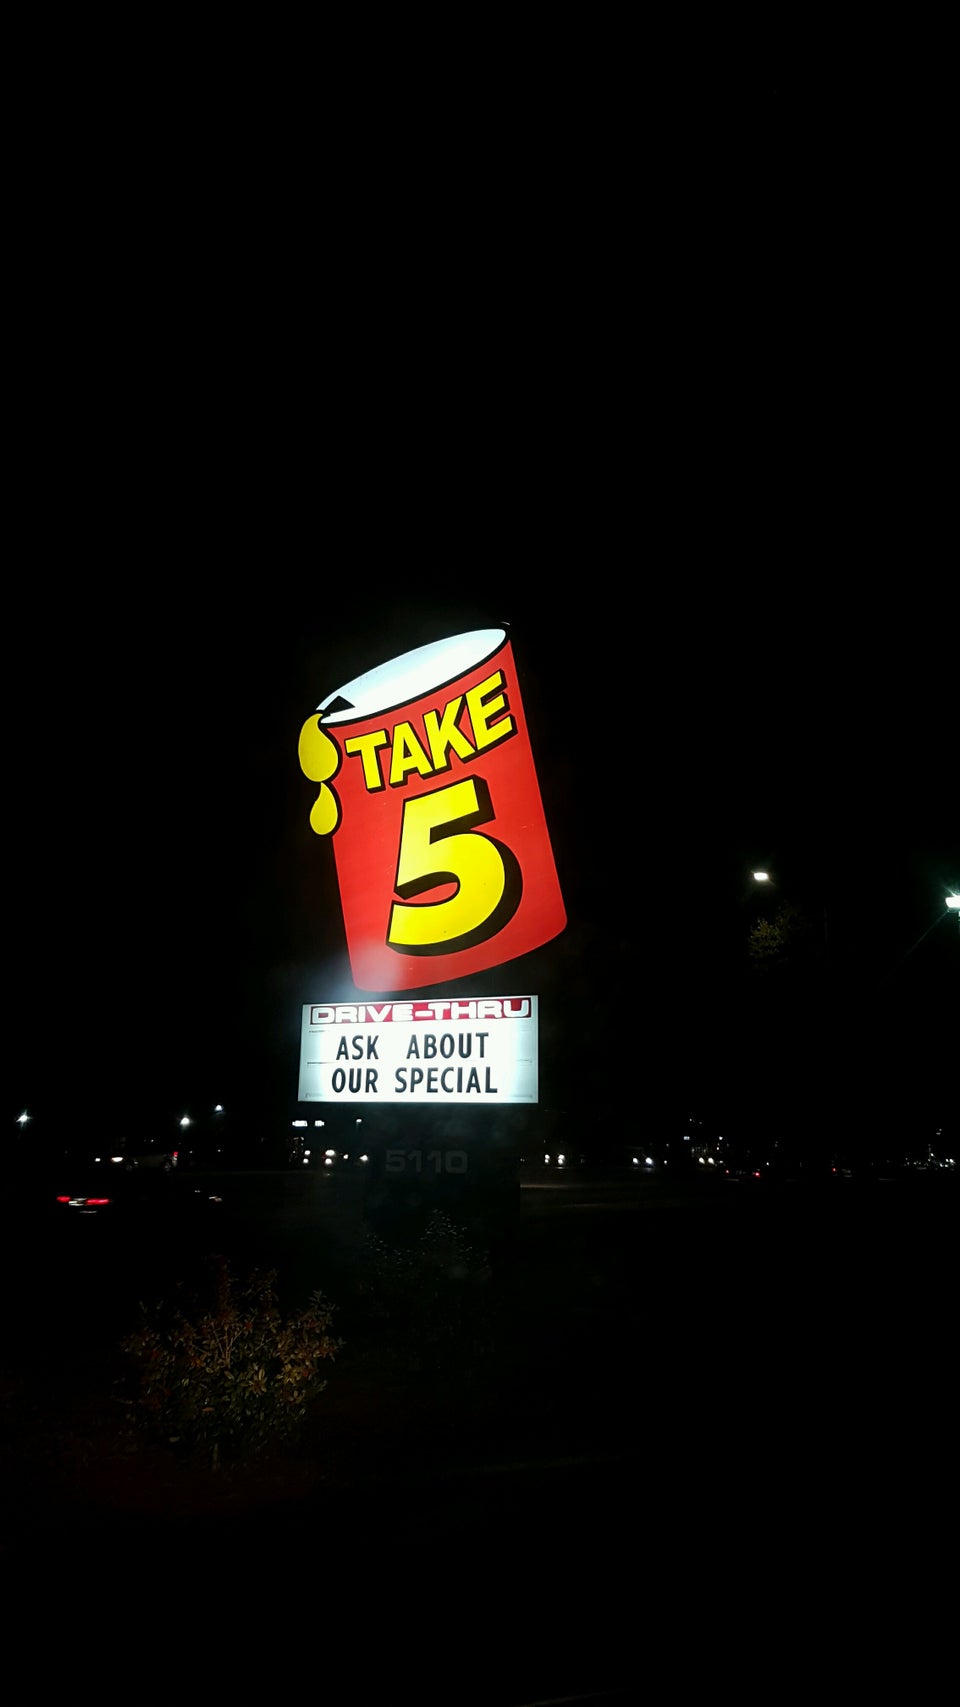 TAKE
5
DRIVE-THRU
ASK ABOUT
OUR SPECIAL
5110